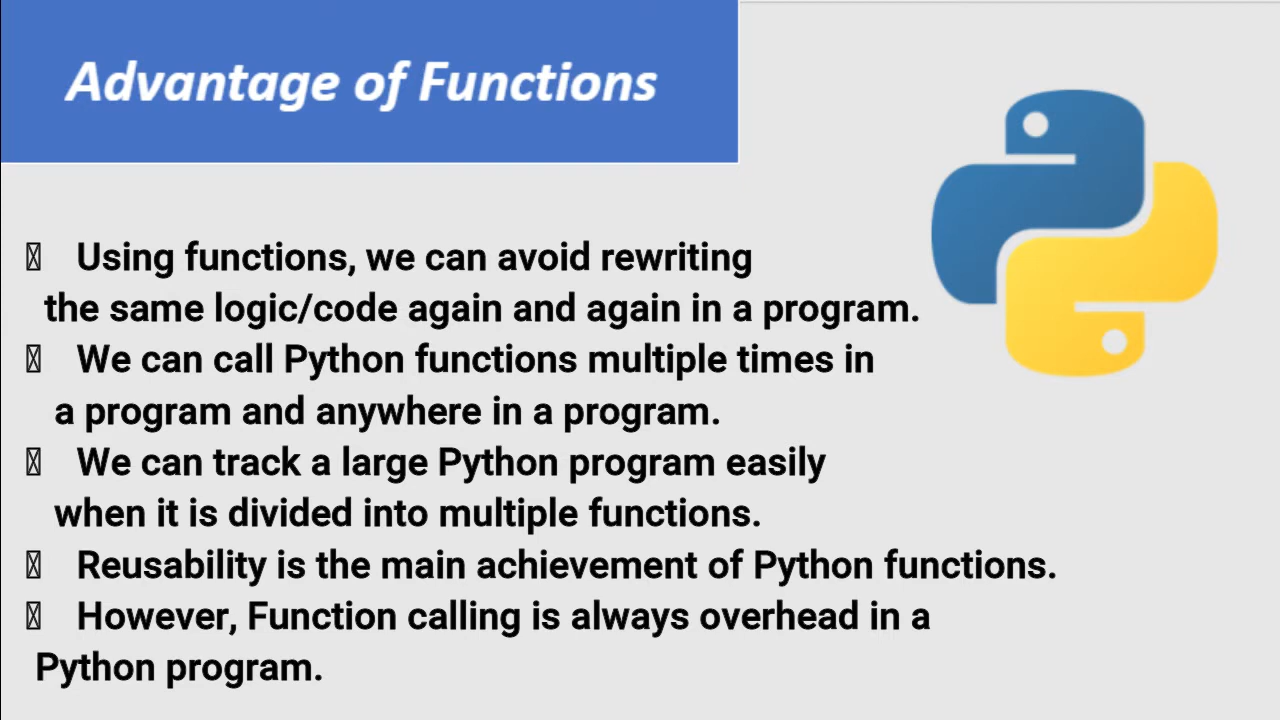 Advantage of Functions
Using functions, we can avoid rewriting
the same logic/code again and again in a program.
We can call Python functions multiple times in
a program and anywhere in a program.
We can track a large Python program easily
when it is divided into multiple functions.
Reusability is the main achievement of Python functions.
However, Function calling is always overhead in a
Python program.